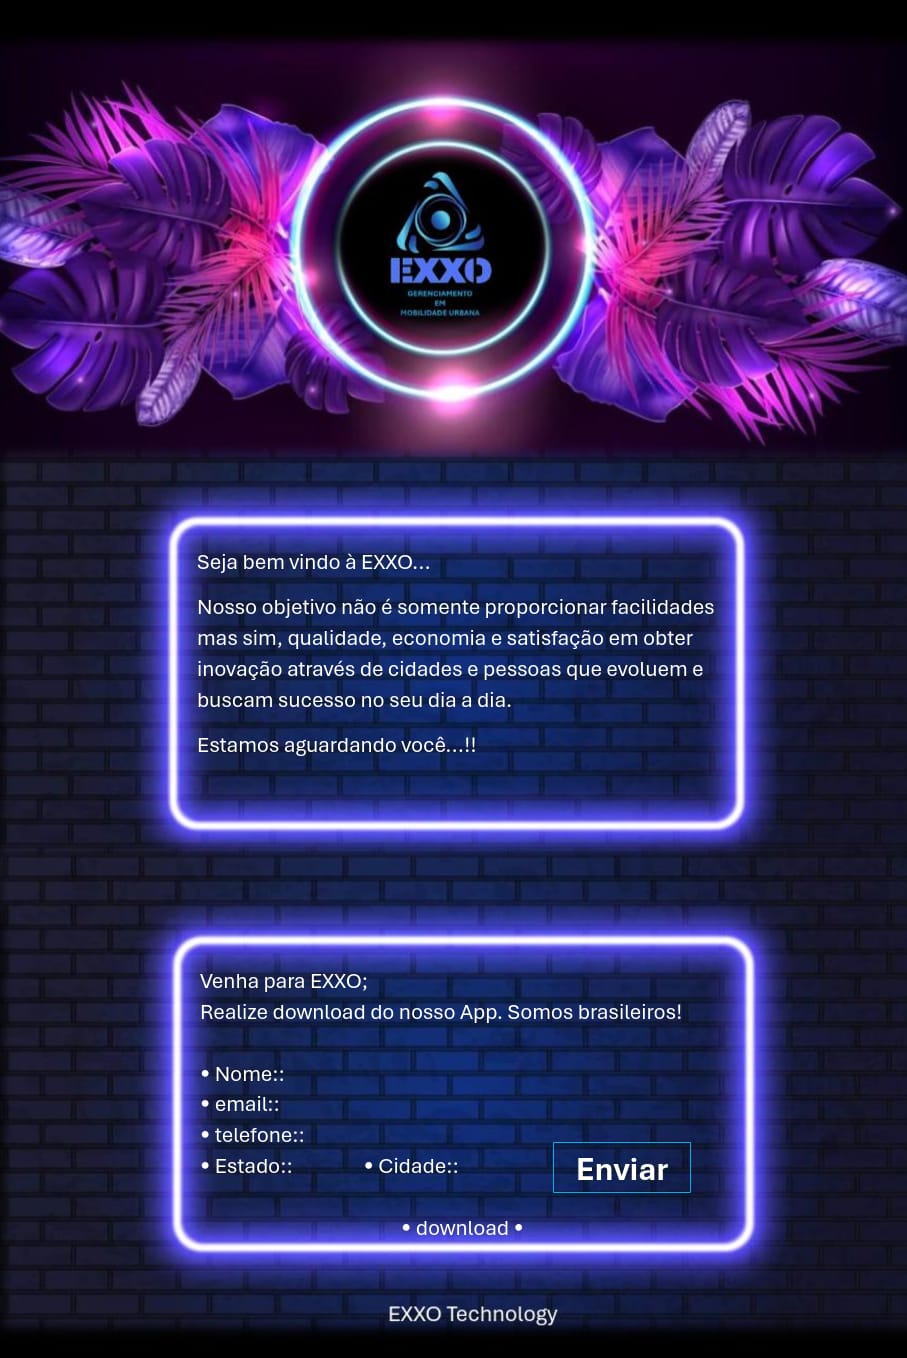 EXXO
GERENCIAMENTO
EM
MOBILIDADE URBANA
Seja bem vindo à EXXO...
Nosso objetivo não é somente proporcionar facilidades
mas sim, qualidade, economia e satisfação em obter
inovação através de cidades e pessoas que evoluem e
buscam sucesso no seu dia a dia.
Estamos aguardando você...!!
Venha para EXXO;
Realize download do nosso App. Somos brasileiros!
• Nome::
• email::
• telefone::
• Estado:: • Cidade::
Enviar
• download •
EXXO Technology